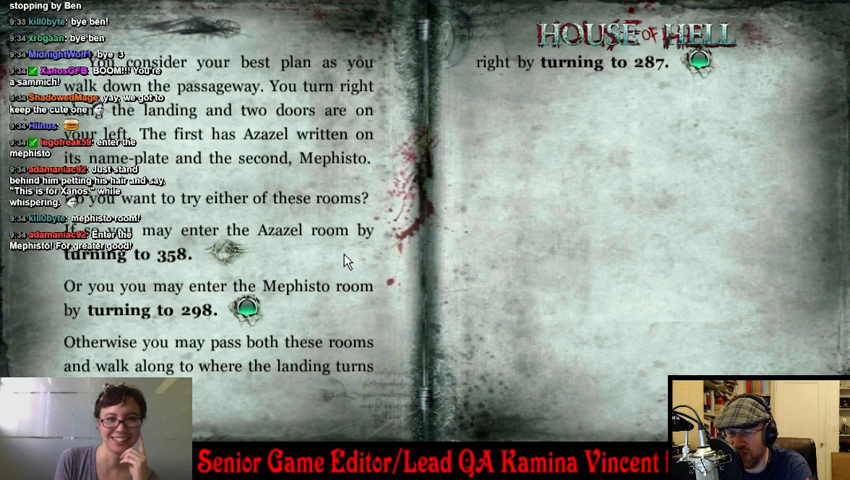 stopping by Ben
9:33 kill0byte: bye ben!
9:34 xrogaan: bye ben
9:34 MidnightWolf1: bye :3
9:34 XanosGFB: BOOM!!! You're
a sammich!
9:34 ShadowedMage: yay, we got to
keep the cute one
9:34 Hilnus:
9:34 legofreak59: enter the
mephisto
9:34 adamaniac92: Just stand
behind him petting his hair and say,
"This is for Xanos." while
whispering.
9:34 kill0byte: mephisto room!
9:34 adamaniac92: Enter the
Mephisto! For greater good!
You consider your best plan as you
walk down the passageway. You turn right
the landing and two doors are on
your left. The first has Azazel written on
its name-plate and the second, Mephisto.
you want to try either of these rooms?
you may enter the Azazel room by
turning to 358.
Or you you may enter the Mephisto room
by turning to 298.
Otherwise you may pass both these rooms
and walk along to where the landing turns
HOUSE OF HELL
right by turning to 287.
Senior Game Editor/Lead QA Kamina Vincent